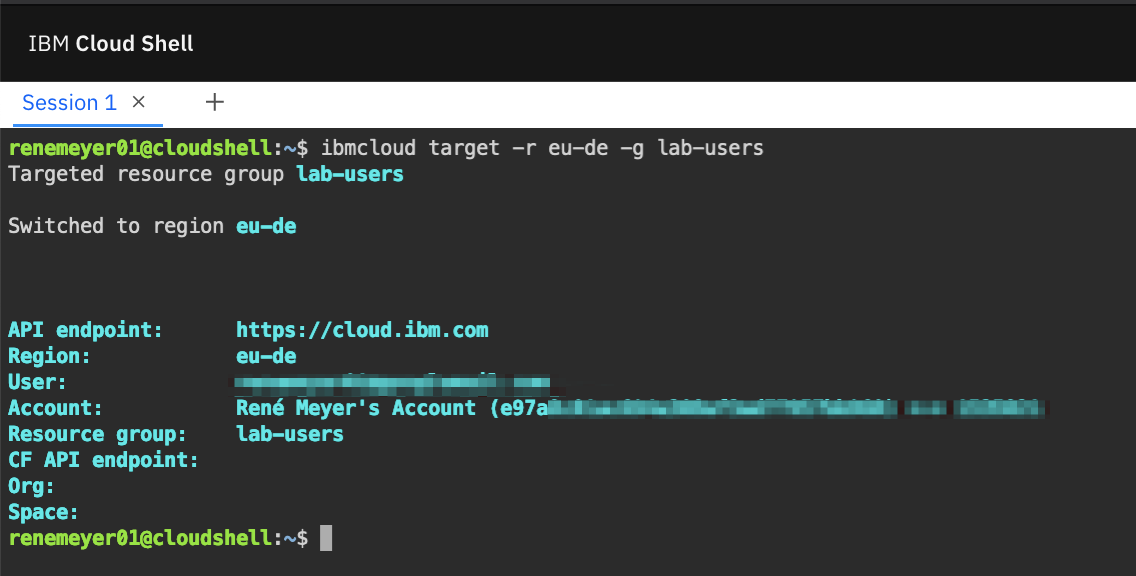 IBM Cloud Shell
Session 1 × +
renemeyer01@cloudshell:~$ ibmcloud target -r eu-de -g lab-users
Targeted resource group lab-users
Switched to region eu-de
API endpoint: https://cloud.ibm.com
Region: eu-de
User:
Account: René Meyer's Account (e97a
Resource group: lab-users
CF API endpoint:
Org:
Space:
renemeyer01@cloudshell:~$